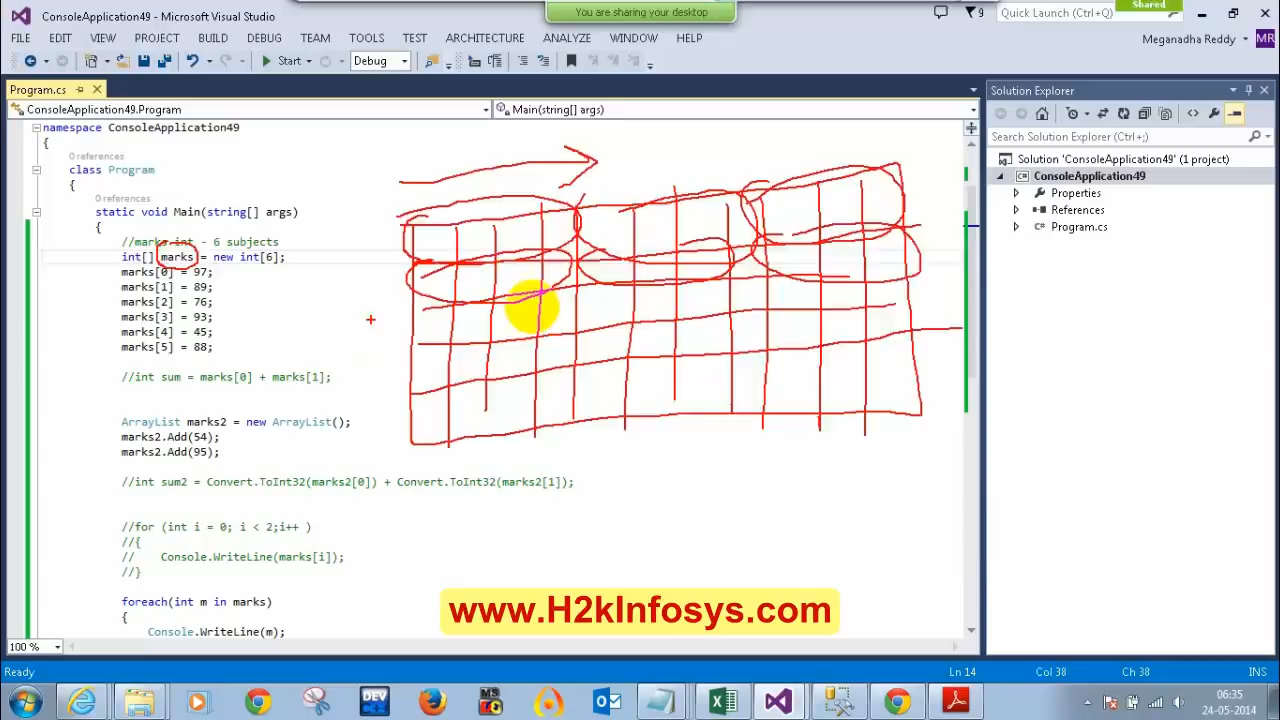 You are sharing your desktop
Shared
ConsoleApplication49 - Microsoft Visual Studio
9
Quick Launch (Ctrl+Q)
FILE EDIT VIEW PROJECT BUILD DEBUG TEAM TOOLS TEST ARCHITECTURE ANALYZE WINDOW HELP
Meganadha Reddy
MR
Start
Debug
Program.cs
ConsoleApplication49.Program
Main(string[] args)
namespace ConsoleApplication49
{
0 references
class Program
{
0 references
static void Main(string[] args)
{
//marks int - 6 subjects
int[] marks = new int[6];
marks[0] = 97;
marks[1] = 89;
marks[2] = 76;
marks[3] = 93;
marks[4] = 45;
marks[5] = 88;
//int sum = marks[0] + marks[1];
ArrayList marks2 = new ArrayList();
marks2.Add(54);
marks2.Add(95);
//int sum2 = Convert.ToInt32(marks2[0]) + Convert.ToInt32(marks2[1]);
//for (int i = 0; i < 2;i++ )
//{
// Console.WriteLine(marks[i]);
//}
foreach(int m in marks)
{
Console.WriteLine(m);
100 %
Solution Explorer
Search Solution Explorer (Ctrl+;)
Solution 'ConsoleApplication49' (1 project)
ConsoleApplication49
Properties
References
Program.cs
www.H2kInfosys.com
Ready
Ln 14
Col 38
Ch 38
INS
DEV
MS
06:35
24-05-2014